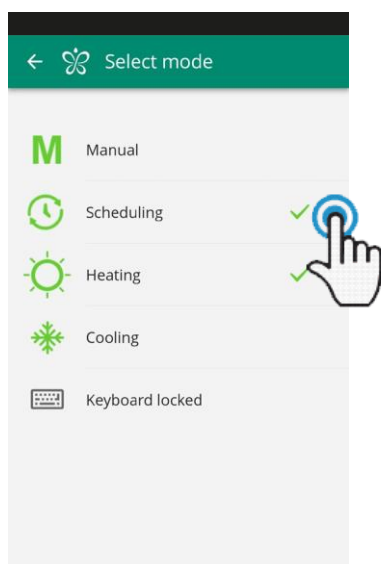 Select mode
M Manual
Scheduling
Heating
Cooling
Keyboard locked